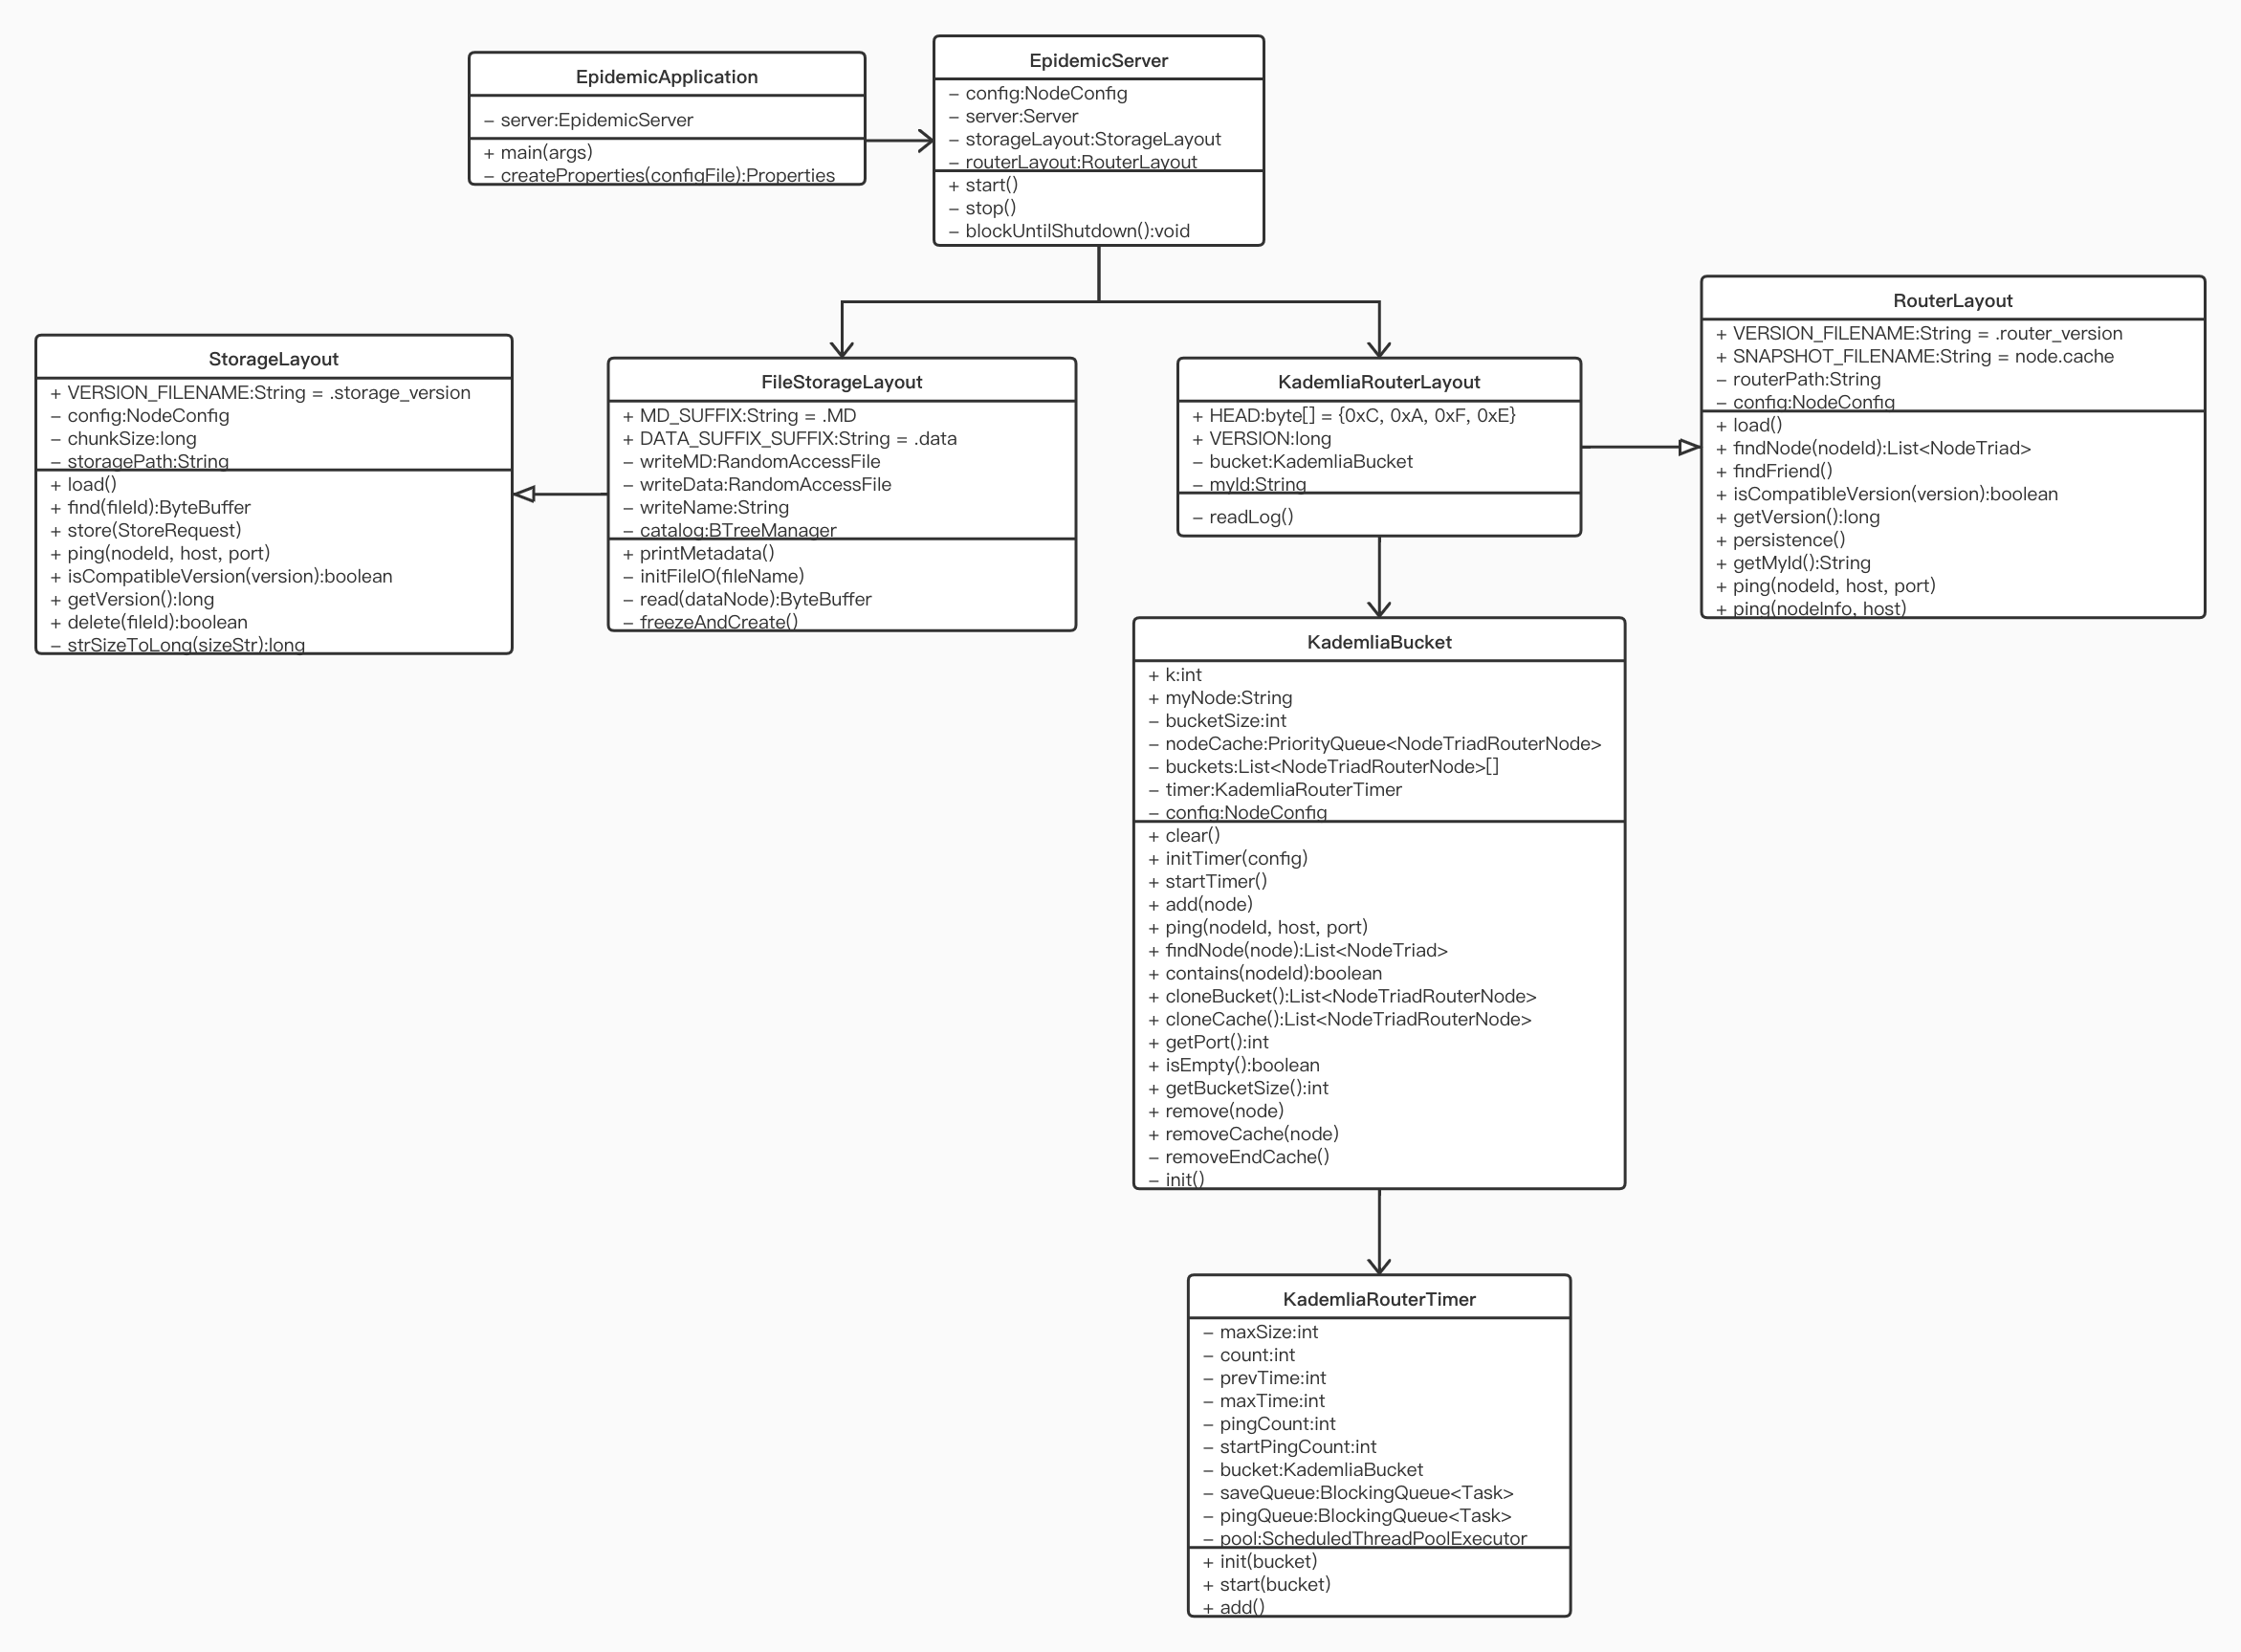 EpidemicApplication
– server:EpidemicServer
+ main(args)
– createProperties(configFile):Properties
EpidemicServer
– config:NodeConfig
– server:Server
– storageLayout:StorageLayout
– routerLayout:RouterLayout
+ start()
– stop()
– blockUntilShutdown():void
StorageLayout
+ VERSION_FILENAME:String = .storage_version
– config:NodeConfig
– chunkSize:long
– storagePath:String
+ load()
+ find(fileId):ByteBuffer
+ store(StoreRequest)
+ ping(nodeId, host, port)
+ isCompatibleVersion(version):boolean
+ getVersion():long
+ delete(fileId):boolean
– strSizeToLong(sizeStr):long
FileStorageLayout
+ MD_SUFFIX:String = .MD
+ DATA_SUFFIX_SUFFIX:String = .data
– writeMD:RandomAccessFile
– writeData:RandomAccessFile
– writeName:String
– catalog:BTreeManager
+ printMetadata()
– initFileIO(fileName)
– read(dataNode):ByteBuffer
– freezeAndCreate()
KademliaRouterLayout
+ HEAD:byte[] = {0xC, 0xA, 0xF, 0xE}
+ VERSION:long
– bucket:KademliaBucket
– myId:String
– readLog()
RouterLayout
+ VERSION_FILENAME:String = .router_version
+ SNAPSHOT_FILENAME:String = node.cache
– routerPath:String
– config:NodeConfig
+ load()
+ findNode(nodeId):List<NodeTriad>
+ findFriend()
+ isCompatibleVersion(version):boolean
+ getVersion():long
+ persistence()
+ getMyId():String
+ ping(nodeId, host, port)
+ ping(nodeInfo, host)
KademliaBucket
+ k:int
+ myNode:String
– bucketSize:int
– nodeCache:PriorityQueue<NodeTriadRouterNode>
– buckets:List<NodeTriadRouterNode>[]
– timer:KademliaRouterTimer
– config:NodeConfig
+ clear()
+ initTimer(config)
+ startTimer()
+ add(node)
+ ping(nodeId, host, port)
+ findNode(node):List<NodeTriad>
+ contains(nodeId):boolean
+ cloneBucket():List<NodeTriadRouterNode>
+ cloneCache():List<NodeTriadRouterNode>
+ getPort():int
+ isEmpty():boolean
+ getBucketSize():int
+ remove(node)
+ removeCache(node)
– removeEndCache()
– init()
KademliaRouterTimer
– maxSize:int
– count:int
– prevTime:int
– maxTime:int
– pingCount:int
– startPingCount:int
– bucket:KademliaBucket
– saveQueue:BlockingQueue<Task>
– pingQueue:BlockingQueue<Task>
– pool:ScheduledThreadPoolExecutor
+ init(bucket)
+ start(bucket)
+ add()